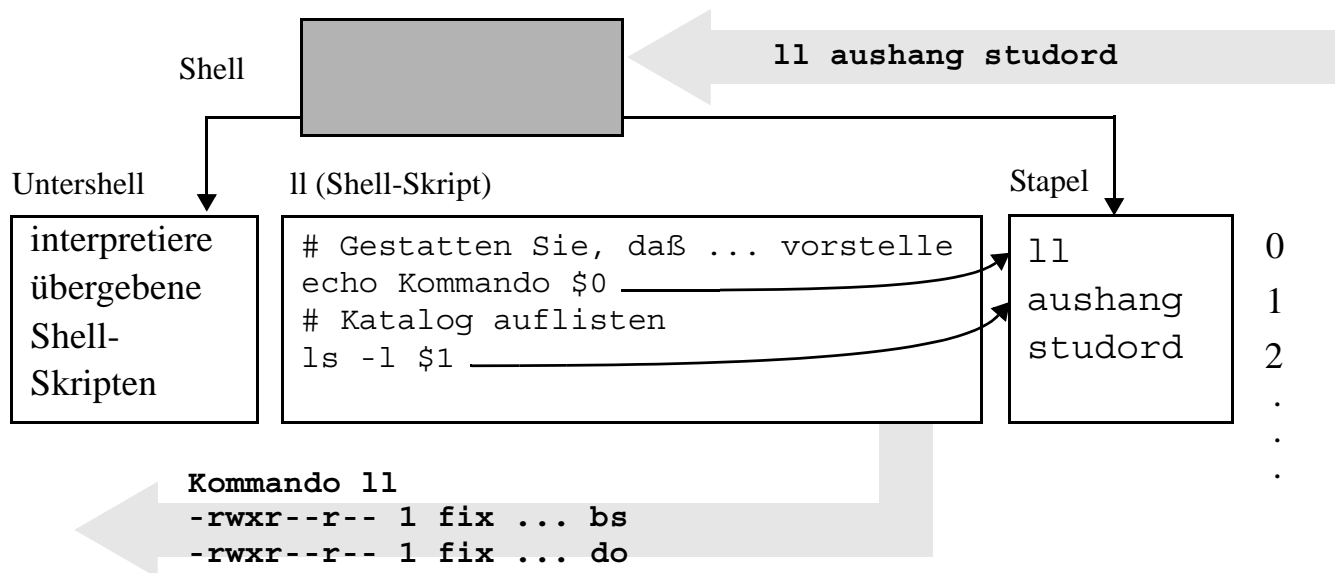 ll aushang studord
Shell
Untershell
ll (Shell-Skript)
Stapel
interpretiere
übergebene
Shell-
Skripten
# Gestatten Sie, daß ... vorstelle
echo Kommando $0
# Katalog auflisten
ls -l $1
ll
aushang
studord
0
1
2
.
.
.
Kommando ll
-rwxr--r-- 1 fix ... bs
-rwxr--r-- 1 fix ... do